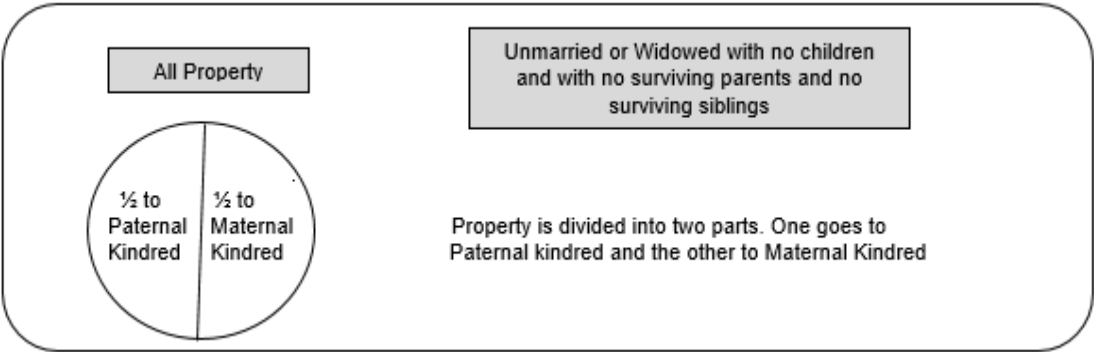 All Property
Unmarried or Widowed with no children
and with no surviving parents and no
surviving siblings
½ to
Paternal
Kindred
½ to
Maternal
Kindred
Property is divided into two parts. One goes to
Paternal kindred and the other to Maternal Kindred